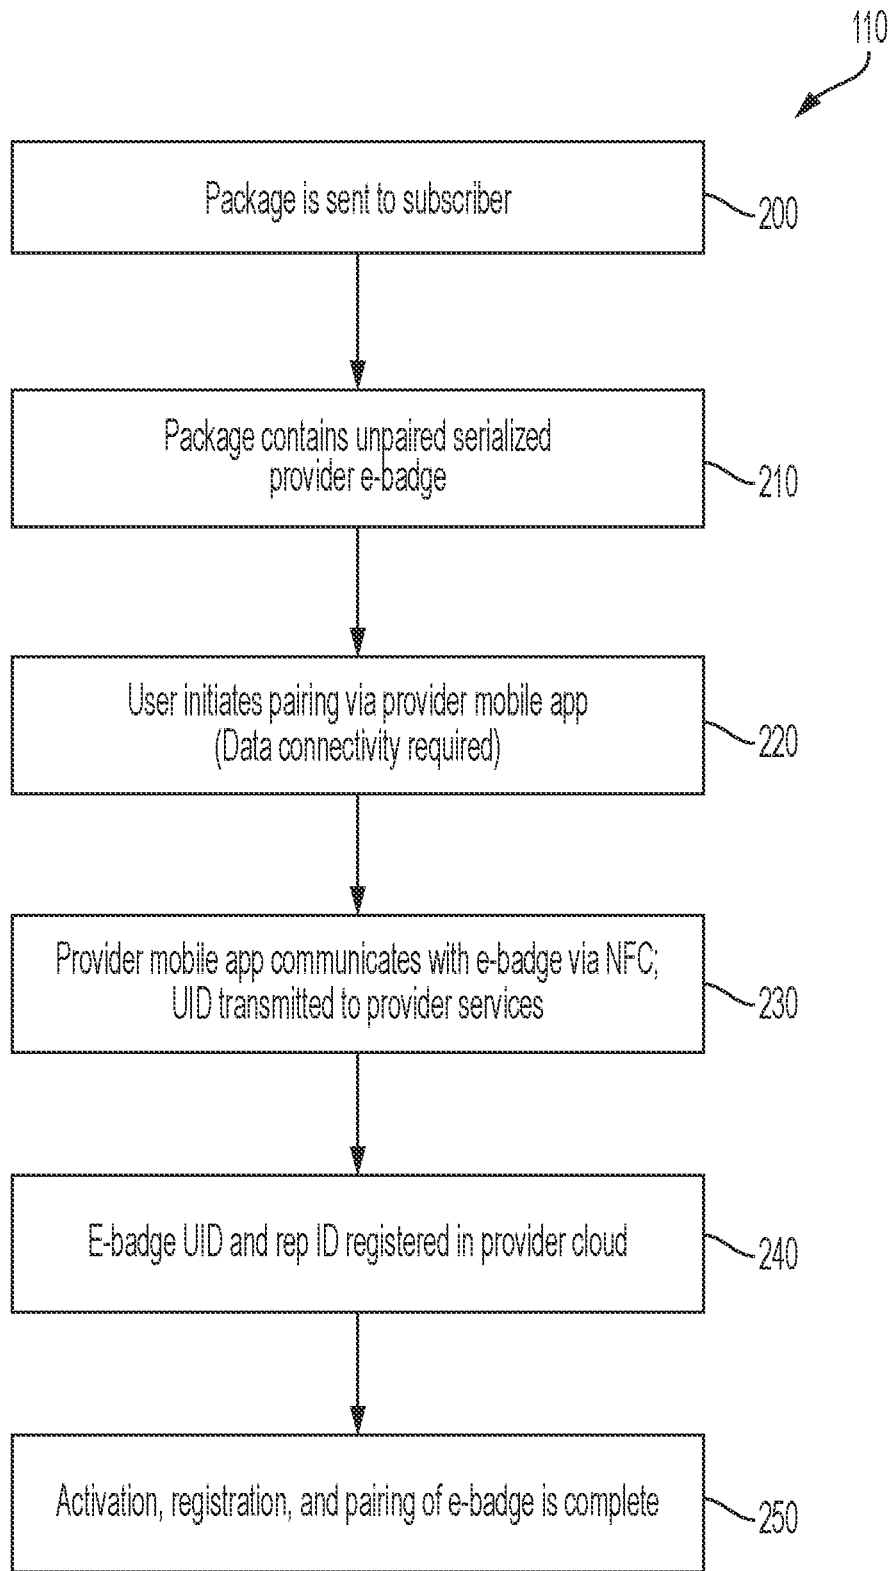 110
Package is sent to subscriber
200
Package contains unpaired serialized
provider e-badge
210
User initiates pairing via provider mobile app
(Data connectivity required)
220
Provider mobile app communicates with e-badge via NFC;
UID transmitted to provider services
230
E-badge UID and rep ID registered in provider cloud
240
Activation, registration, and pairing of e-badge is complete
250